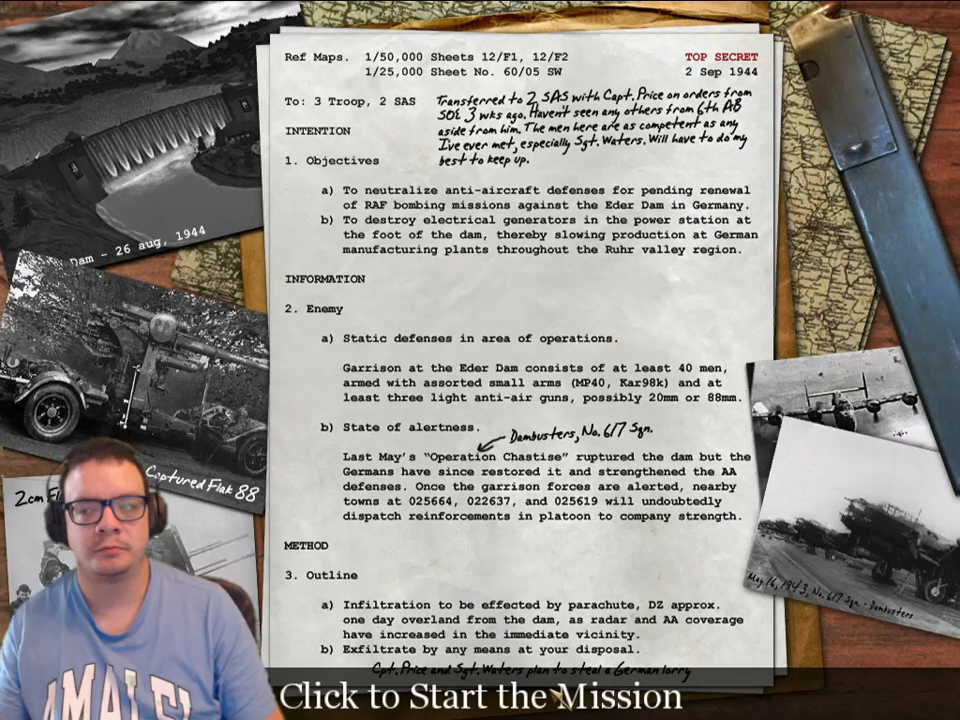 Ref Maps. 1/50,000 Sheets 12/F1, 12/F2 TOP SECRET
1/25,000 Sheet No. 60/05 SW 2 Sep 1944
To: 3 Troop, 2 SAS
Transferred to 2 SAS with Capt. Price on orders from
SOE 3 wks ago. Haven't seen any others from 6th AB
aside from him. The men here are as competent as any
I've ever met, especially Sgt. Waters. Will have to do my
best to keep up.
INTENTION
1. Objectives
a) To neutralize anti-aircraft defenses for pending renewal
of RAF bombing missions against the Eder Dam in Germany.
b) To destroy electrical generators in the power station at
the foot of the dam, thereby slowing production at German
manufacturing plants throughout the Ruhr valley region.
INFORMATION
2. Enemy
a) Static defenses in area of operations.
Garrison at the Eder Dam consists of at least 40 men,
armed with assorted small arms (MP40, Kar98k) and at
least three light anti-air guns, possibly 20mm or 88mm.
b) State of alertness.
Dambusters, No. 617 Sqn.
Last May's "Operation Chastise" ruptured the dam but the
Germans have since restored it and strengthened the AA
defenses. Once the garrison forces are alerted, nearby
towns at 025664, 022637, and 025619 will undoubtedly
dispatch reinforcements in platoon to company strength.
METHOD
3. Outline
a) Infiltration to be effected by parachute, DZ approx.
one day overland from the dam, as radar and AA coverage
have increased in the immediate vicinity.
b) Exfiltrate by any means at your disposal.
Cpt. Price and Sgt. Waters plan to steal a German lorry
Dam - 26 aug, 1944
Captured Flak 88
2cm Fl
May 16, 1943, No. 617 Sqn. - Dambusters
AMALFI
Click to Start the Mission